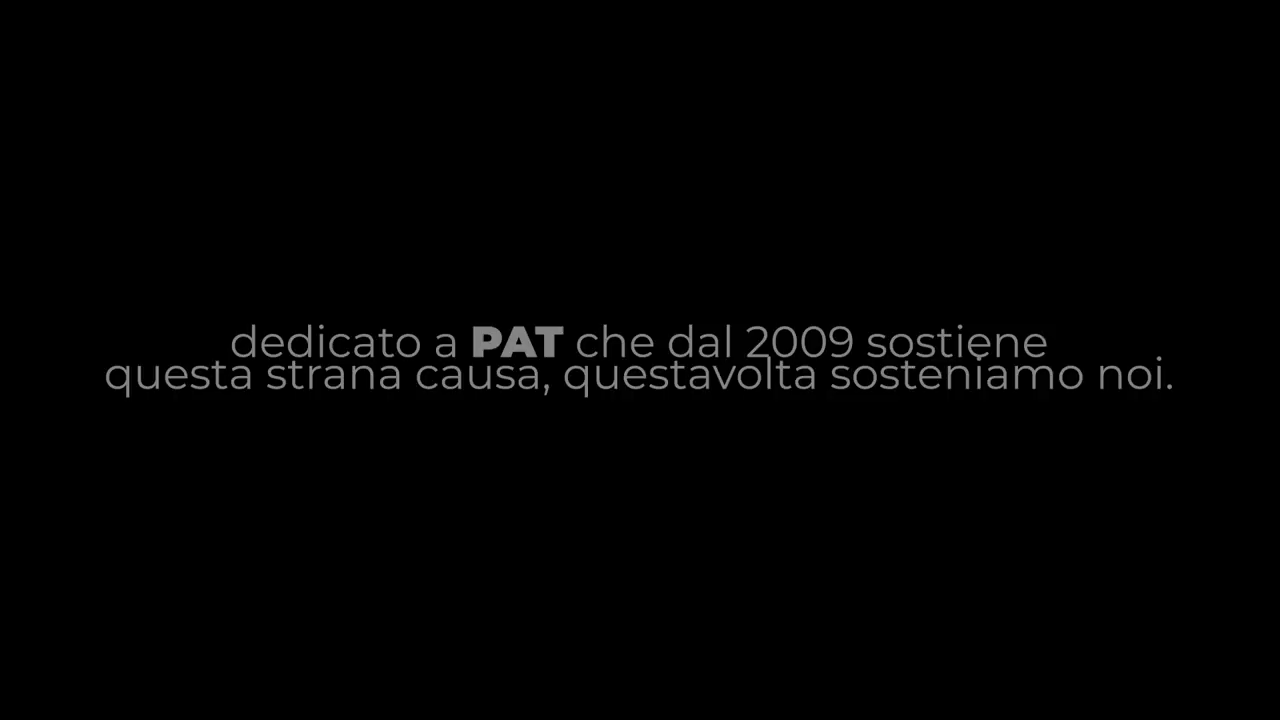 dedicato a PAT che dal 2009 sostiene
questa strana causa, questavolta sosteniamo noi.